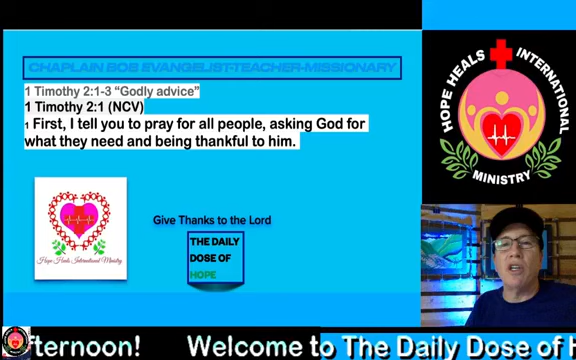 CHAPLAIN BOB EVANGELIST-TEACHER-MISSIONARY
1 Timothy 2:1-3 “Godly advice”
1 Timothy 2:1 (NCV)
1 First, I tell you to pray for all people, asking God for
what they need and being thankful to him.
Hope Heals International Ministry
Give Thanks to the Lord
THE DAILY
DOSE OF
HOPE
HOPE HEALS INTERNATIONAL
MINISTRY
fternoon! Welcome to The Daily Dose of H